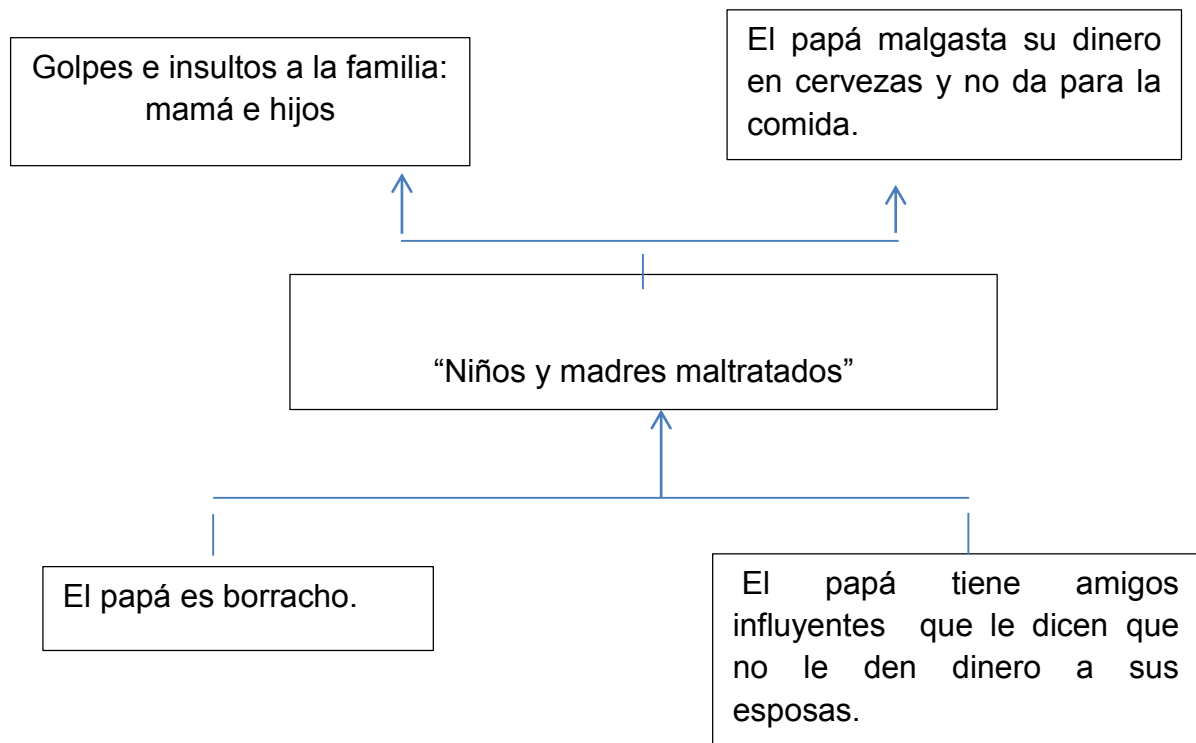 Golpes e insultos a la familia:
mamá e hijos
El papá malgasta su dinero
en cervezas y no da para la
comida.
“Niños y madres maltratados”
El papá es borracho.
El papá tiene amigos
influyentes que le dicen que
no le den dinero a sus
esposas.